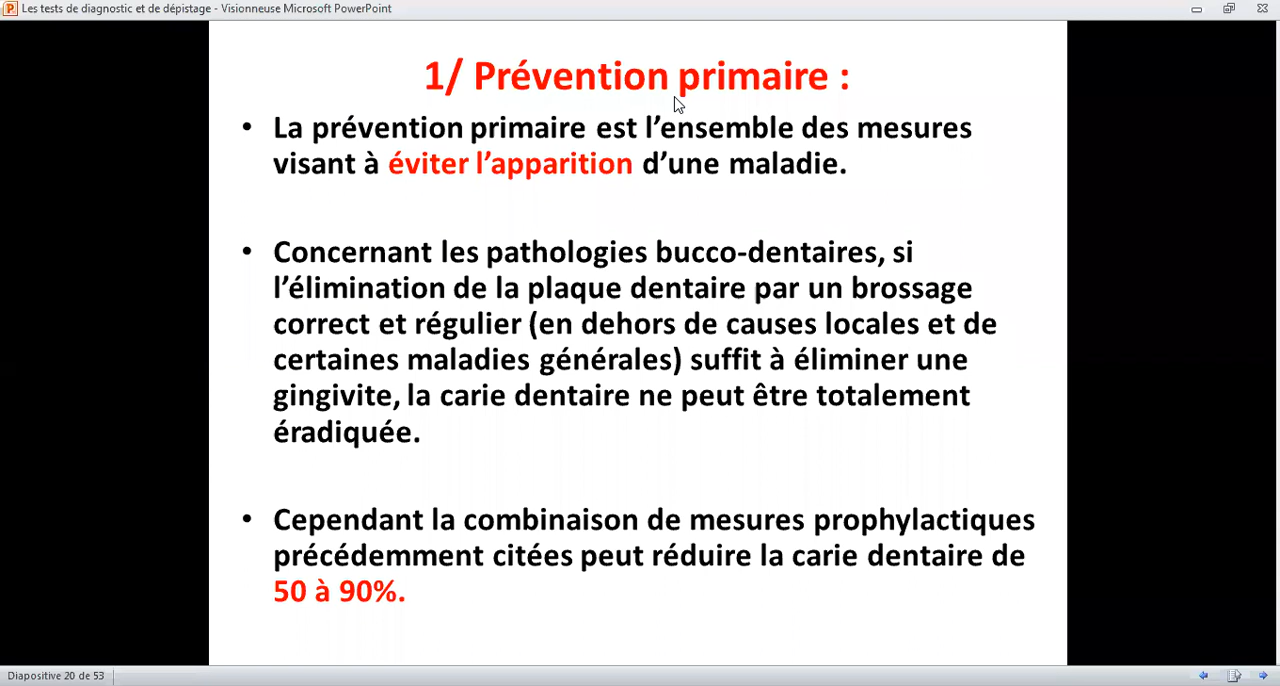 Les tests de diagnostic et de dépistage - Visionneuse Microsoft PowerPoint
1/ Prévention primaire :
• La prévention primaire est l’ensemble des mesures
visant à éviter l’apparition d’une maladie.
• Concernant les pathologies bucco-dentaires, si
l’élimination de la plaque dentaire par un brossage
correct et régulier (en dehors de causes locales et de
certaines maladies générales) suffit à éliminer une
gingivite, la carie dentaire ne peut être totalement
éradiquée.
• Cependant la combinaison de mesures prophylactiques
précédemment citées peut réduire la carie dentaire de
50 à 90%.
Diapositive 20 de 53